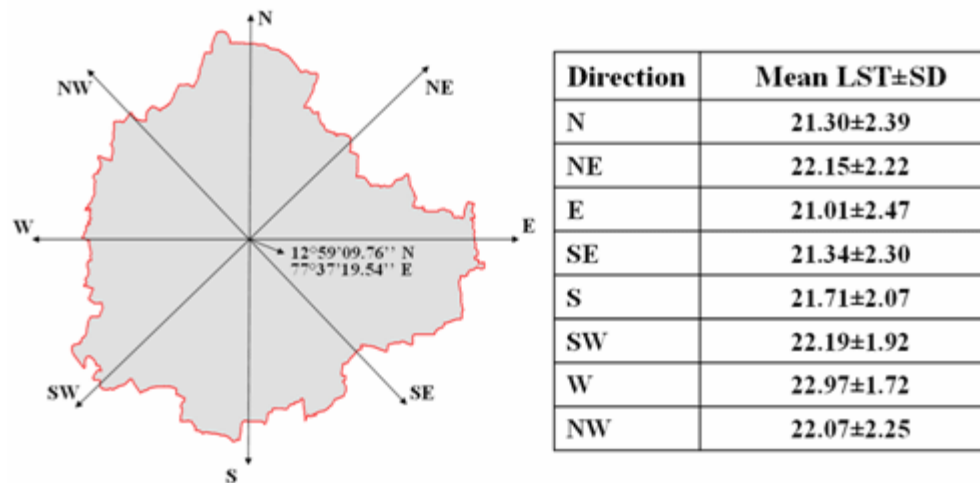 N
NW
NE
W
E
12°59'09.76'' N
77°37'19.54'' E
SW
SE
S
Direction Mean LST±SD
N 21.30±2.39
NE 22.15±2.22
E 21.01±2.47
SE 21.34±2.30
S 21.71±2.07
SW 22.19±1.92
W 22.97±1.72
NW 22.07±2.25